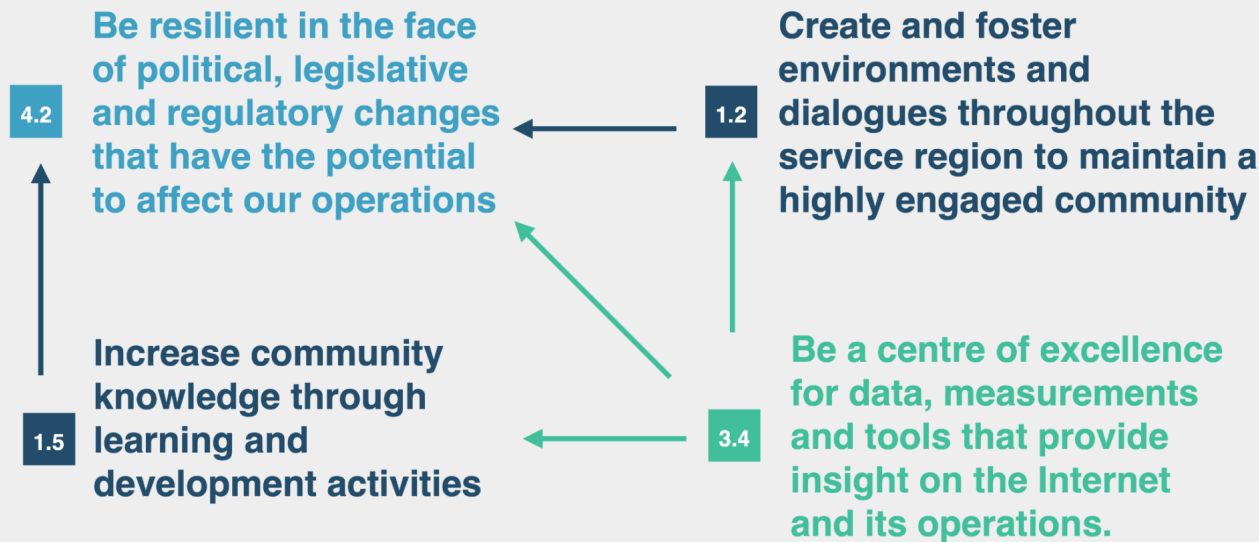 4.2
Be resilient in the face
of political, legislative
and regulatory changes
that have the potential
to affect our operations
1.2
Create and foster
environments and
dialogues throughout the
service region to maintain a
highly engaged community
1.5
Increase community
knowledge through
learning and
development activities
3.4
Be a centre of excellence
for data, measurements
and tools that provide
insight on the Internet
and its operations.